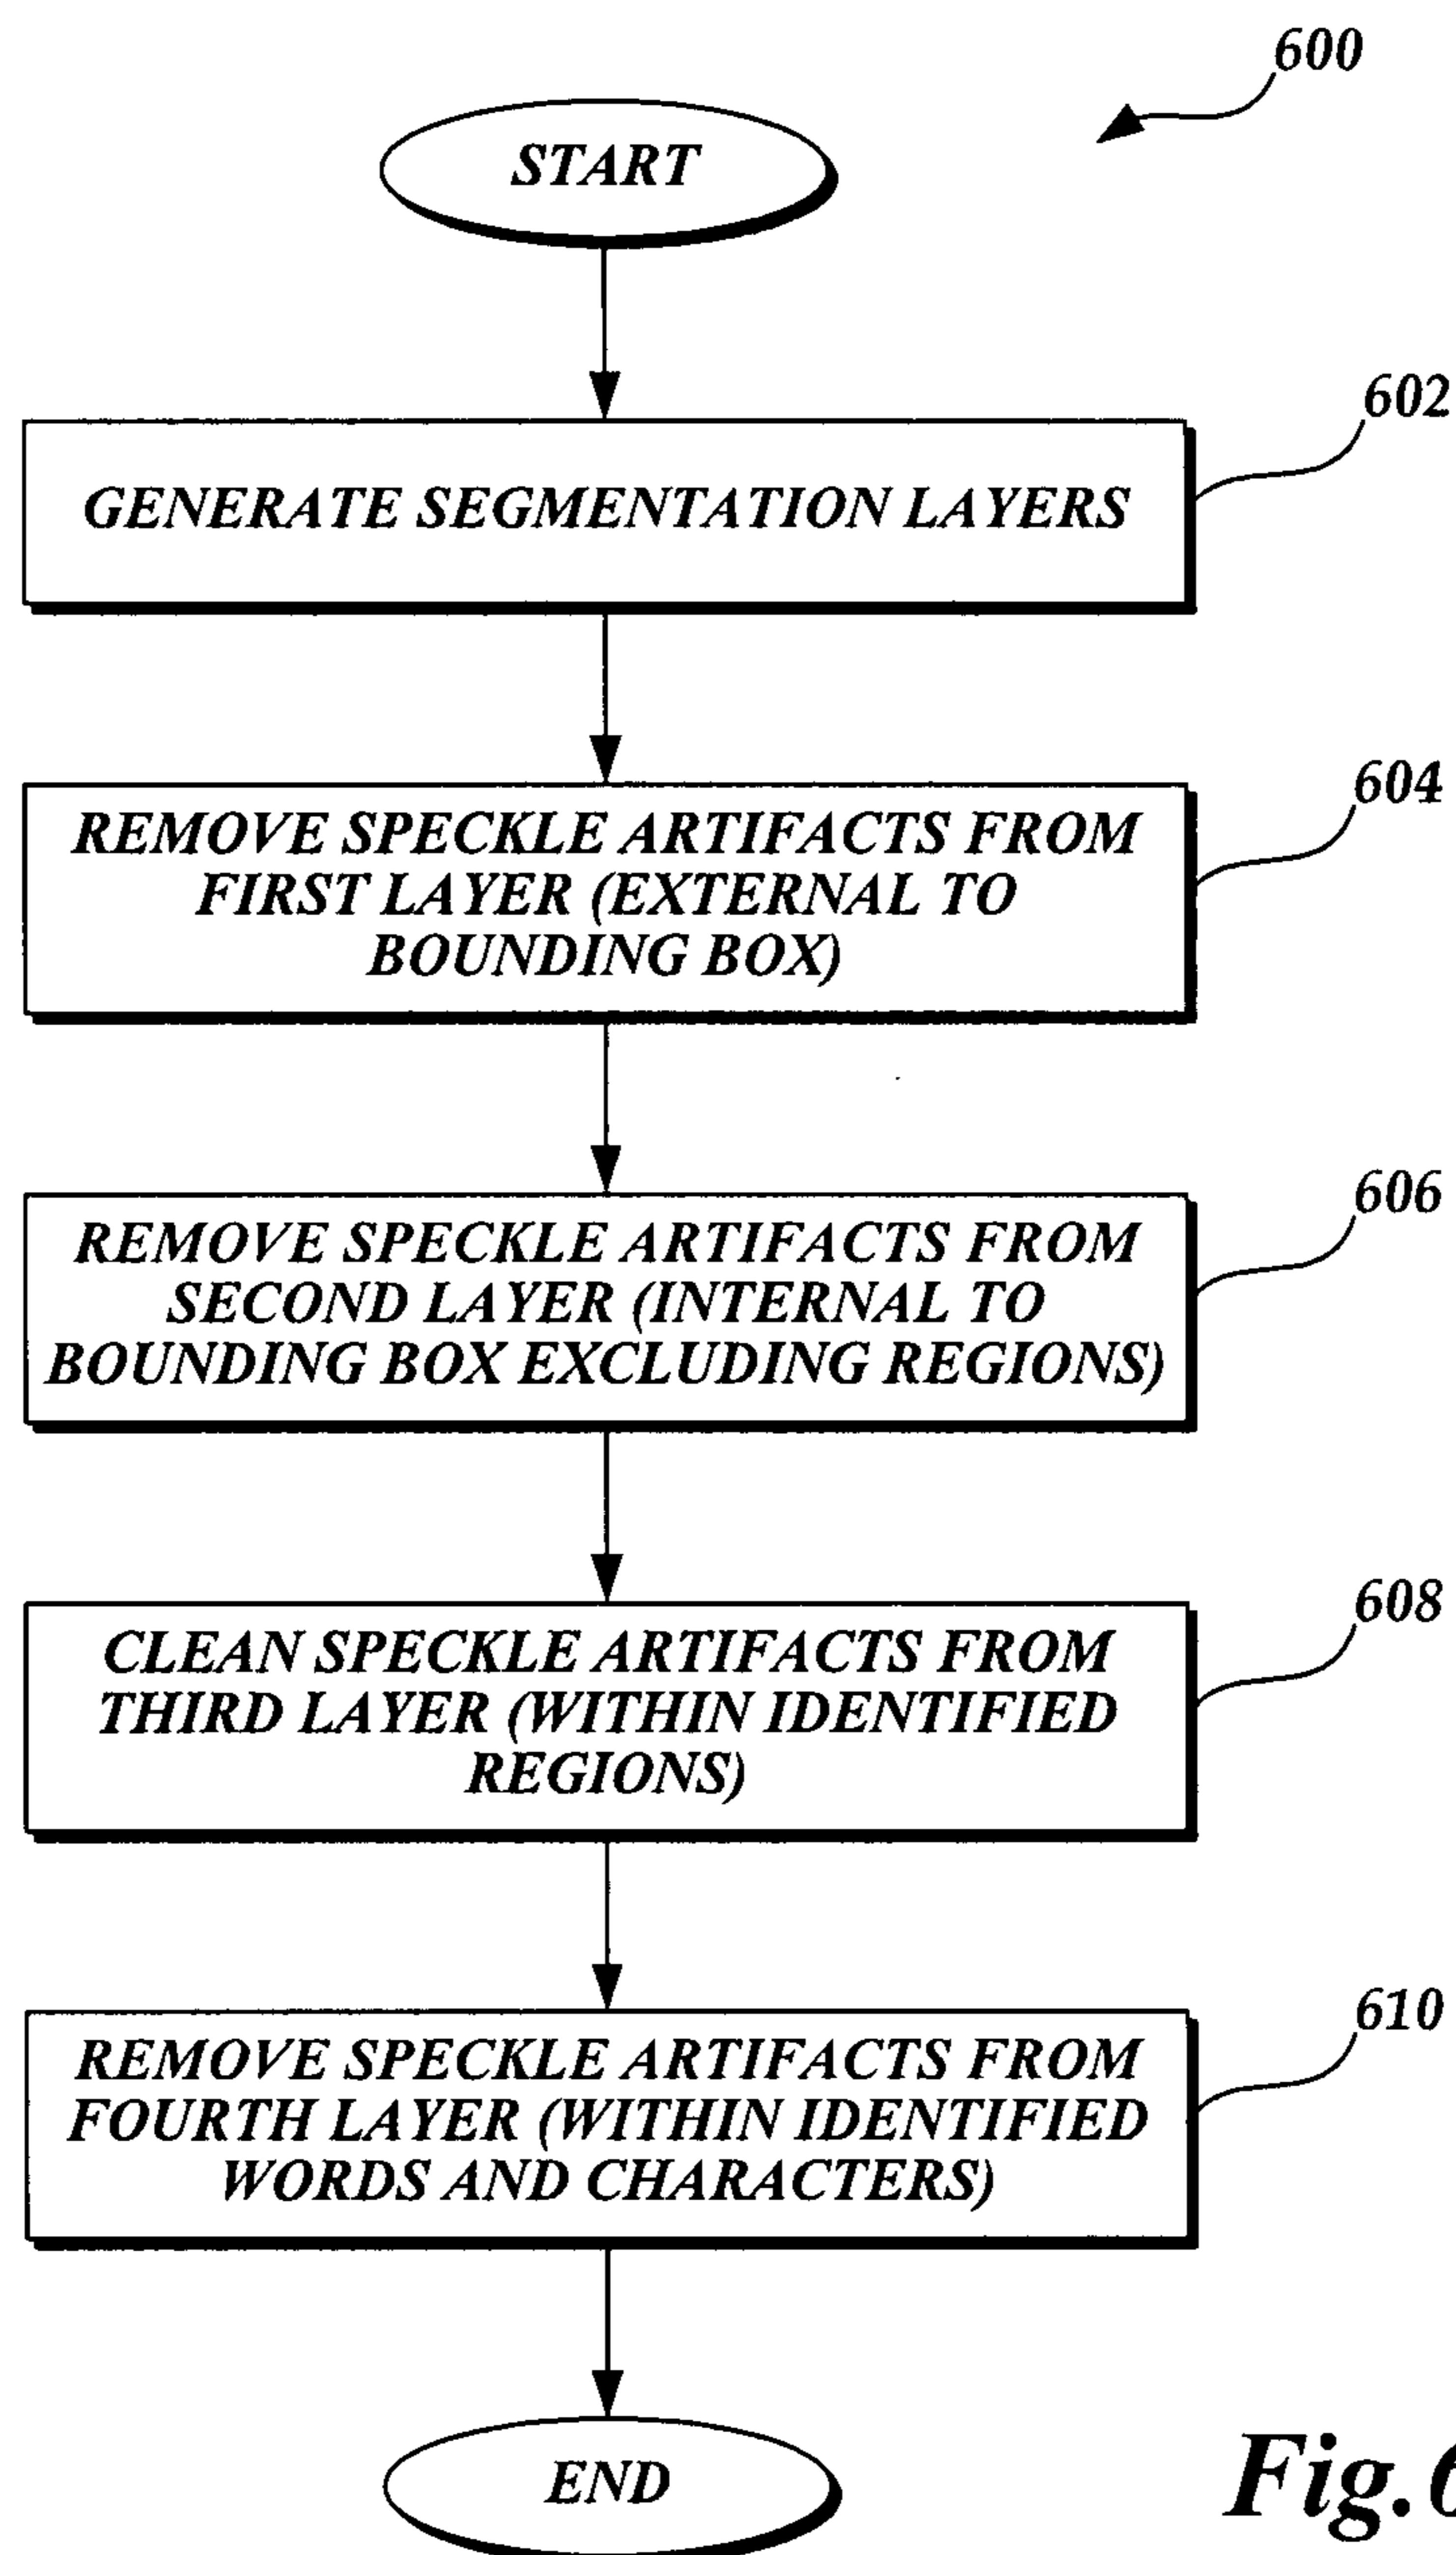 600
START
602
GENERATE SEGMENTATION LAYERS
604
REMOVE SPECKLE ARTIFACTS FROM
FIRST LAYER (EXTERNAL TO
BOUNDING BOX)
606
REMOVE SPECKLE ARTIFACTS FROM
SECOND LAYER (INTERNAL TO
BOUNDING BOX EXCLUDING REGIONS)
608
CLEAN SPECKLE ARTIFACTS FROM
THIRD LAYER (WITHIN IDENTIFIED
REGIONS)
610
REMOVE SPECKLE ARTIFACTS FROM
FOURTH LAYER (WITHIN IDENTIFIED
WORDS AND CHARACTERS)
END
Fig.6